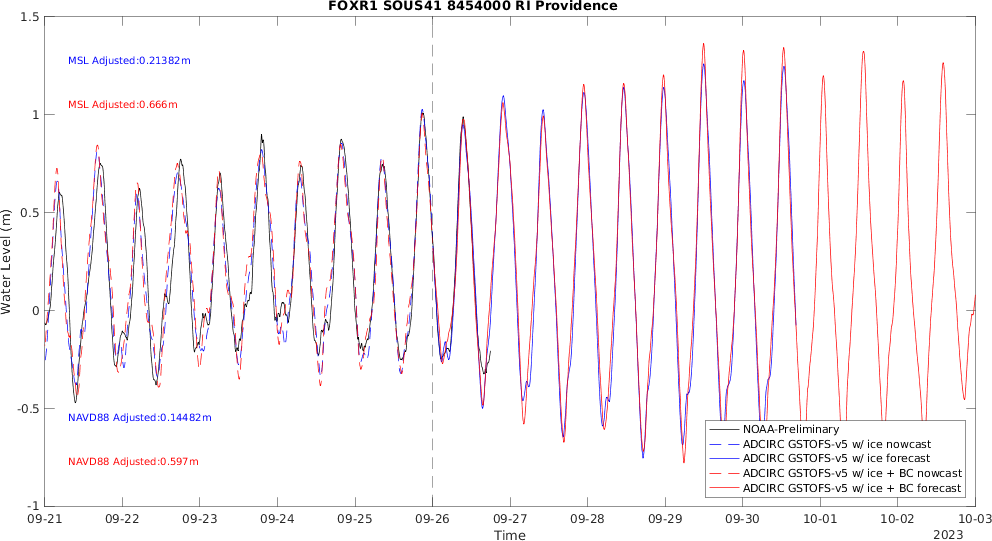 FOXR1 SOUS41 8454000 RI Providence
1.5
1
0.5
0
-0.5
-1
Water Level (m)
MSL Adjusted:0.21382m
MSL Adjusted:0.666m
NAVD88 Adjusted:0.14482m
NAVD88 Adjusted:0.597m
NOAA-Preliminary
ADCIRC GSTOFS-v5 w/ ice nowcast
ADCIRC GSTOFS-v5 w/ ice forecast
ADCIRC GSTOFS-v5 w/ ice + BC nowcast
ADCIRC GSTOFS-v5 w/ ice + BC forecast
09-21 09-22 09-23 09-24 09-25 09-26 09-27 09-28 09-29 09-30 10-01 10-02 10-03
Time
2023